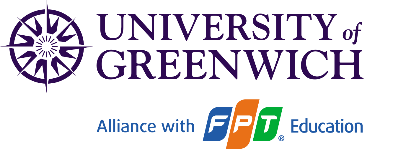 UNIVERSITY of
GREENWICH
Alliance with FPT® Education